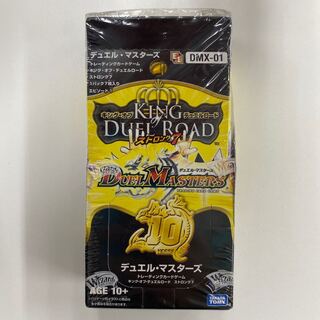 デュエル・マスターズ
トレーディングカードゲーム
キング・オブ・デュエルロード
ストロング7
DMX-01
KING
OF
キング・オブ デュエルロード
DUEL ROAD
ストロング7
DUEL MASTERS
デュエル・マスターズ
10
YEARS
デュエル・マスターズ
トレーディングカードゲーム
キング・オブ・デュエルロード ストロング7
Wizards
Wizards
AGE 10+
TAKARA TOMY